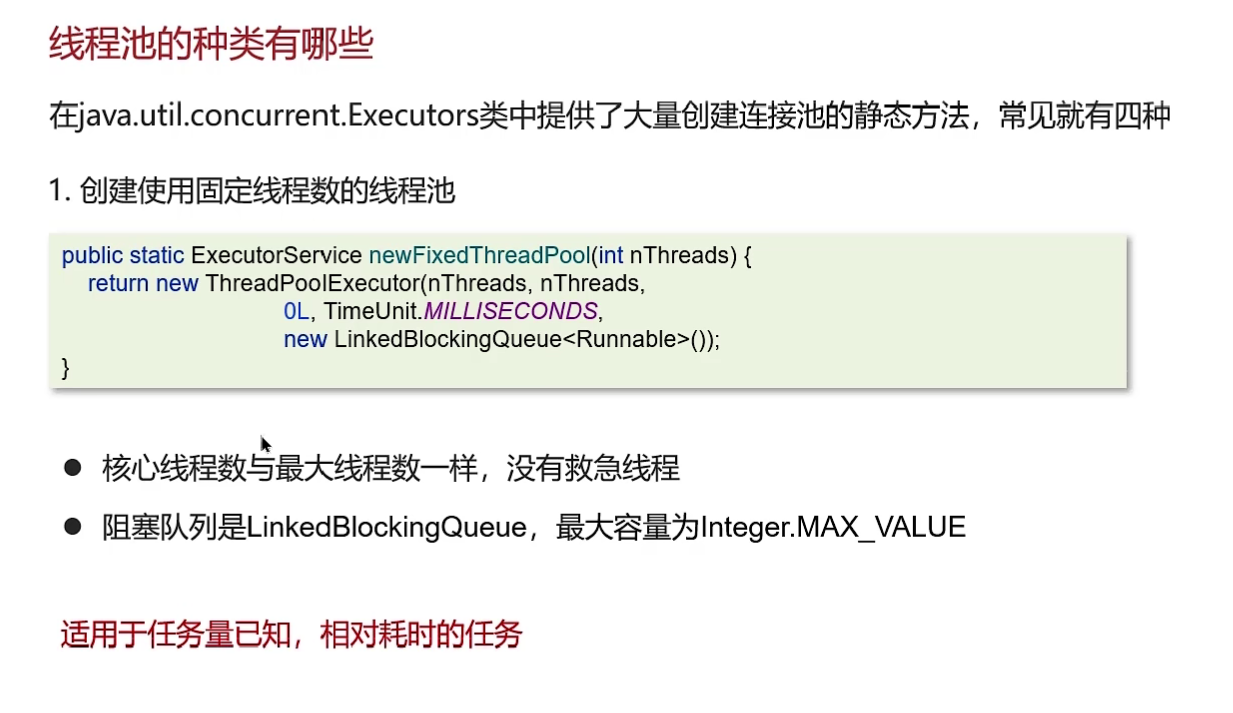 线程池的种类有哪些
在java.util.concurrent.Executors类中提供了大量创建连接池的静态方法，常见就有四种
1. 创建使用固定线程数的线程池
public static ExecutorService newFixedThreadPool(int nThreads) {
return new ThreadPoolExecutor(nThreads, nThreads,
0L, TimeUnit.MILLISECONDS,
new LinkedBlockingQueue<Runnable>());
}
● 核心线程数与最大线程数一样，没有救急线程
● 阻塞队列是LinkedBlockingQueue，最大容量为Integer.MAX_VALUE
适用于任务量已知，相对耗时的任务